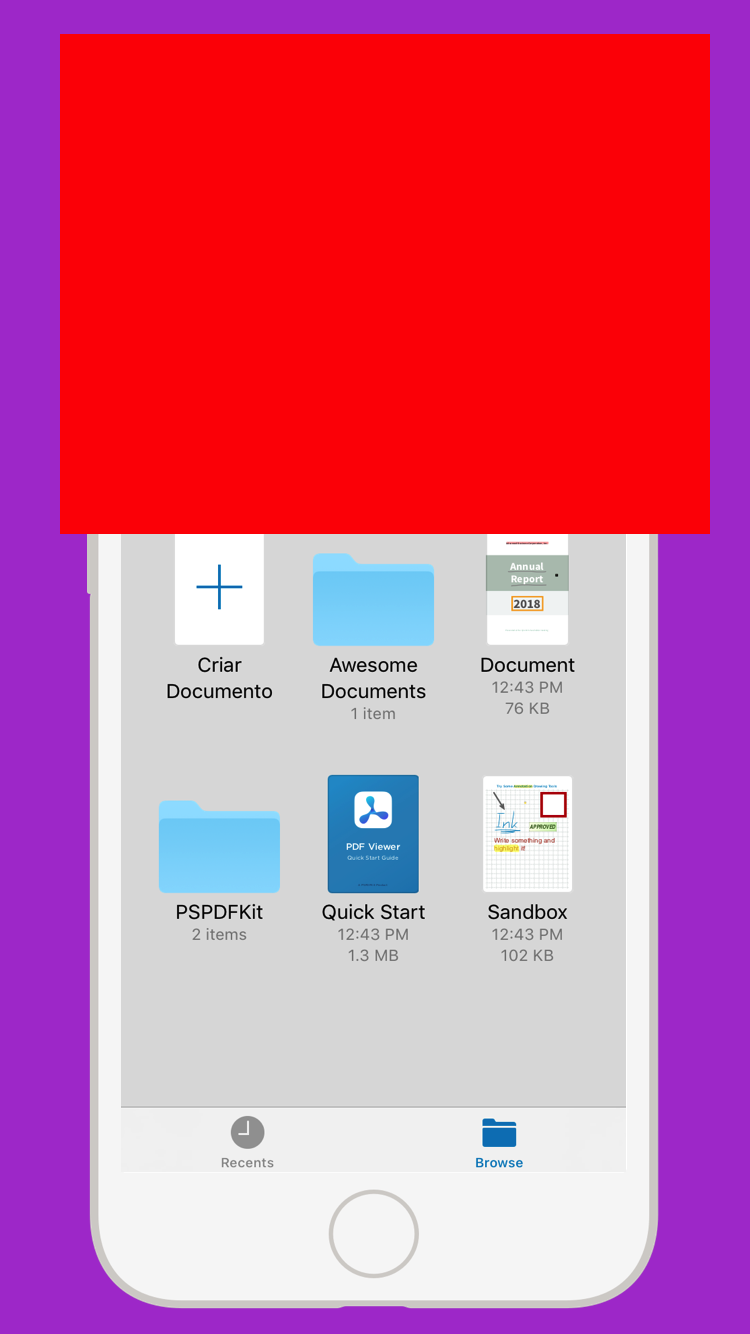 Annual
Report
2018
Criar
Documento
Awesome
Documents
1 item
Document
12:43 PM
76 KB
PDF Viewer
Quick Start Guide
Ink
APPROVED
Write something and
highlight it!
PSPDFKit
2 items
Quick Start
12:43 PM
1.3 MB
Sandbox
12:43 PM
102 KB
Recents
Browse